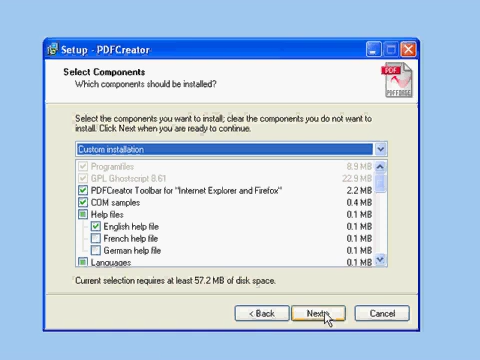 Setup - PDFCreator
Select Components
Which components should be installed?
PDF
PDFFORGE
Select the components you want to install; clear the components you do not want to
install. Click Next when you are ready to continue.
Custom installation
Programfiles 8.9 MB
GPL Ghostscript 8.61 22.9 MB
PDFCreator Toolbar for "Internet Explorer and Firefox" 2.2 MB
COM samples 0.4 MB
Help files 0.1 MB
English help file 0.1 MB
French help file 0.1 MB
German help file 0.1 MB
Languages 0.1 MB
Current selection requires at least 57.2 MB of disk space.
< Back Next > Cancel